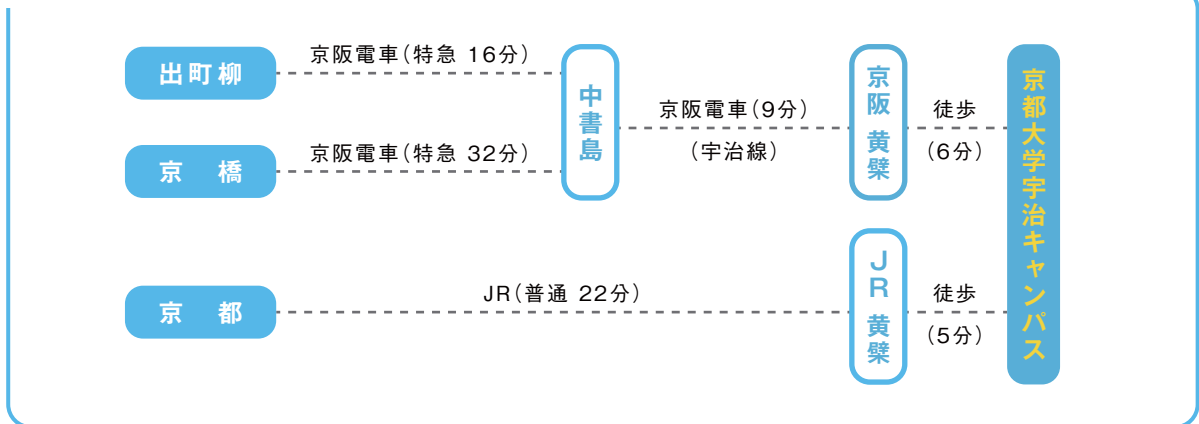 出町柳
京阪電車(特急 16分)
京橋
京阪電車(特急 32分)
中書島
京阪電車(9分)
(宇治線)
京阪 黄檗
徒歩
(6分)
京都
JR(普通 22分)
JR 黄檗
徒歩
(5分)
京都大学宇治キャンパス